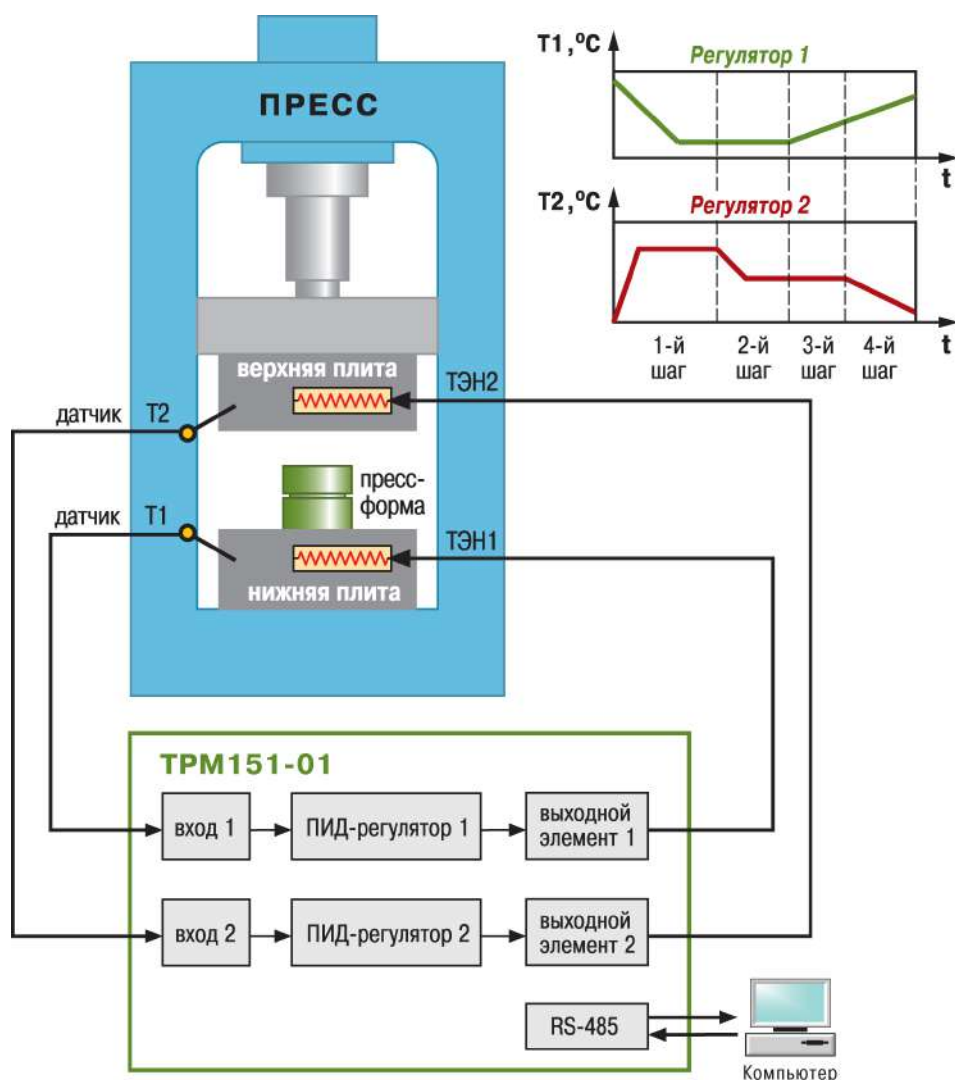 ПРЕСС
T1,°C
Регулятор 1
t
T2,°C
Регулятор 2
t
1-й
шаг
2-й
шаг
3-й
шаг
4-й
шаг
верхняя плита
ТЭН2
датчик T2
пресс-
форма
датчик T1
ТЭН1
нижняя плита
ТРМ151-01
вход 1
ПИД-регулятор 1
выходной
элемент 1
вход 2
ПИД-регулятор 2
выходной
элемент 2
RS-485
Компьютер